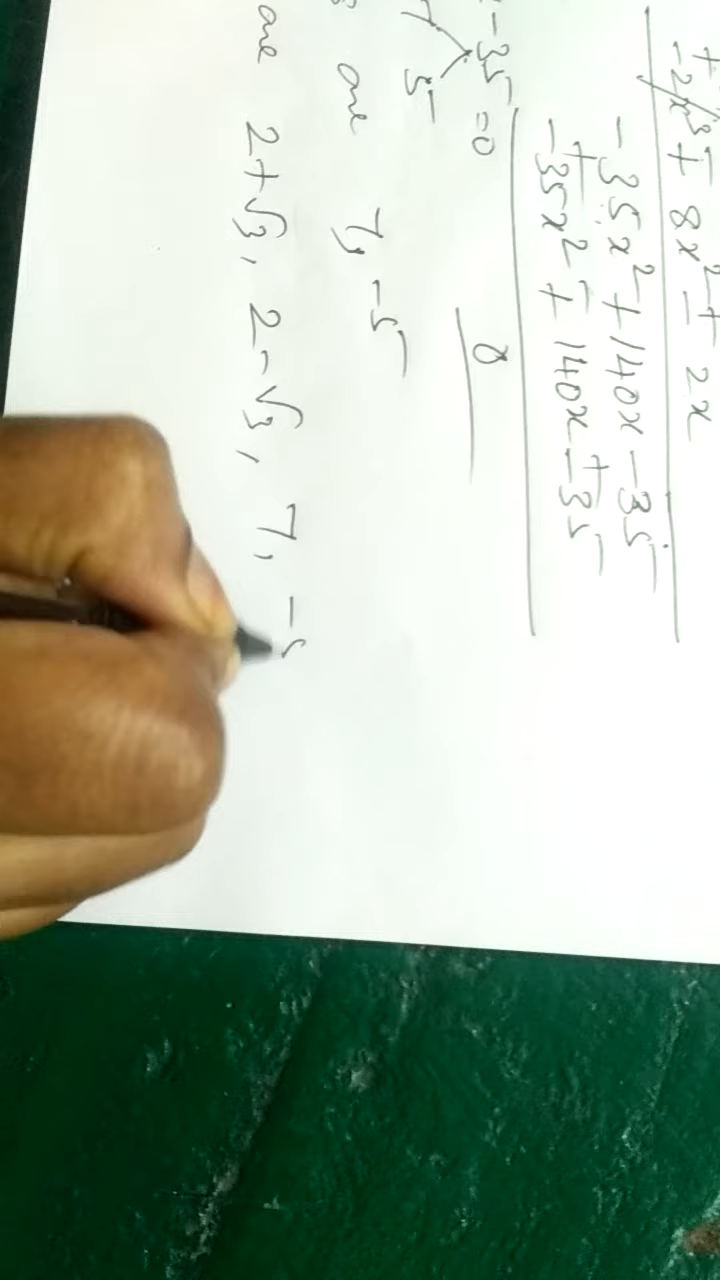 -2x³ + 8x² - 2x
- 35x² + 140x - 35
- 35x² + 140x - 35
0
- 35 = 0
5
are 7, -5
are 2+√3, 2-√3, 7, -5